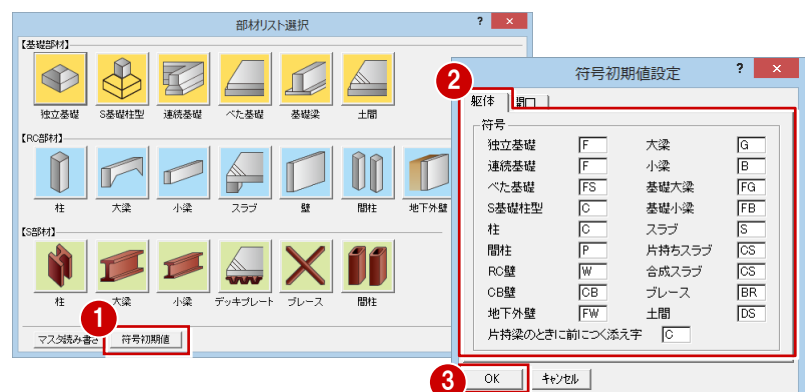 部材リスト選択
? ×
【基礎部材】
独立基礎 S基礎柱型 連続基礎 べた基礎 基礎梁 土間
【RC部材】
柱 大梁 小梁 スラブ 壁 間柱 地下外壁
【S部材】
柱 大梁 小梁 デッキプレート ブレース 間柱
1
マスタ読み書き 符号初期値
2
符号初期値設定
? ×
躯体 開口
符号
独立基礎 F 大梁 G
連続基礎 F 小梁 B
べた基礎 FS 基礎大梁 FG
S基礎柱型 C 基礎小梁 FB
柱 C スラブ S
間柱 P 片持ちスラブ CS
RC壁 W 合成スラブ CS
CB壁 CB ブレース BR
地下外壁 FW 土間 DS
片持梁のときに前につく添え字 C
3
OK キャンセル